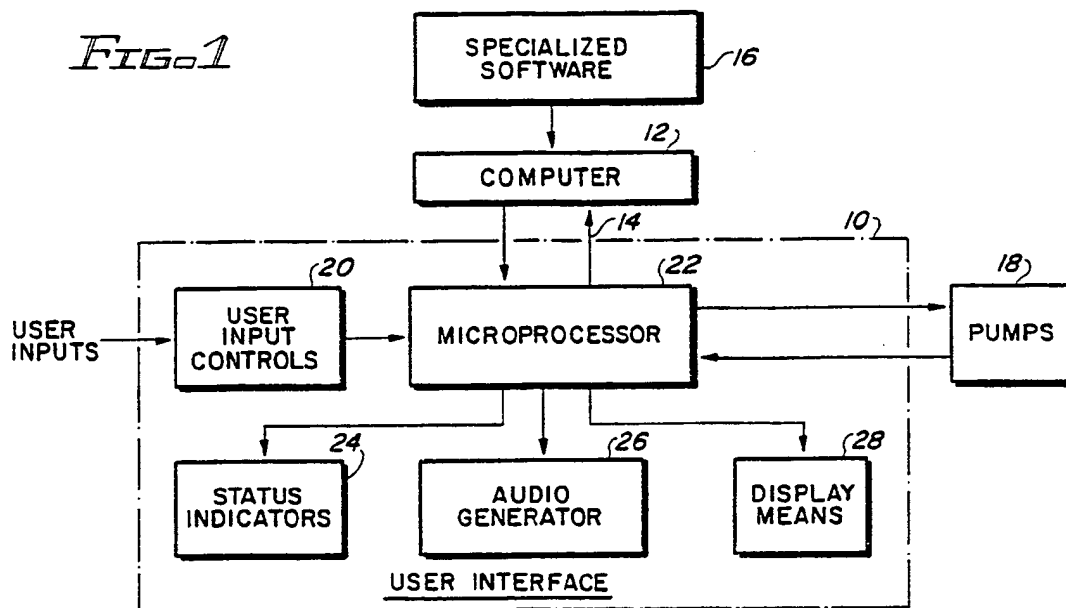 FIG.1
SPECIALIZED
SOFTWARE
16
12
COMPUTER
14
10
20
22
18
USER
INPUTS
USER
INPUT
CONTROLS
MICROPROCESSOR
PUMPS
24
26
28
STATUS
INDICATORS
AUDIO
GENERATOR
DISPLAY
MEANS
USER INTERFACE